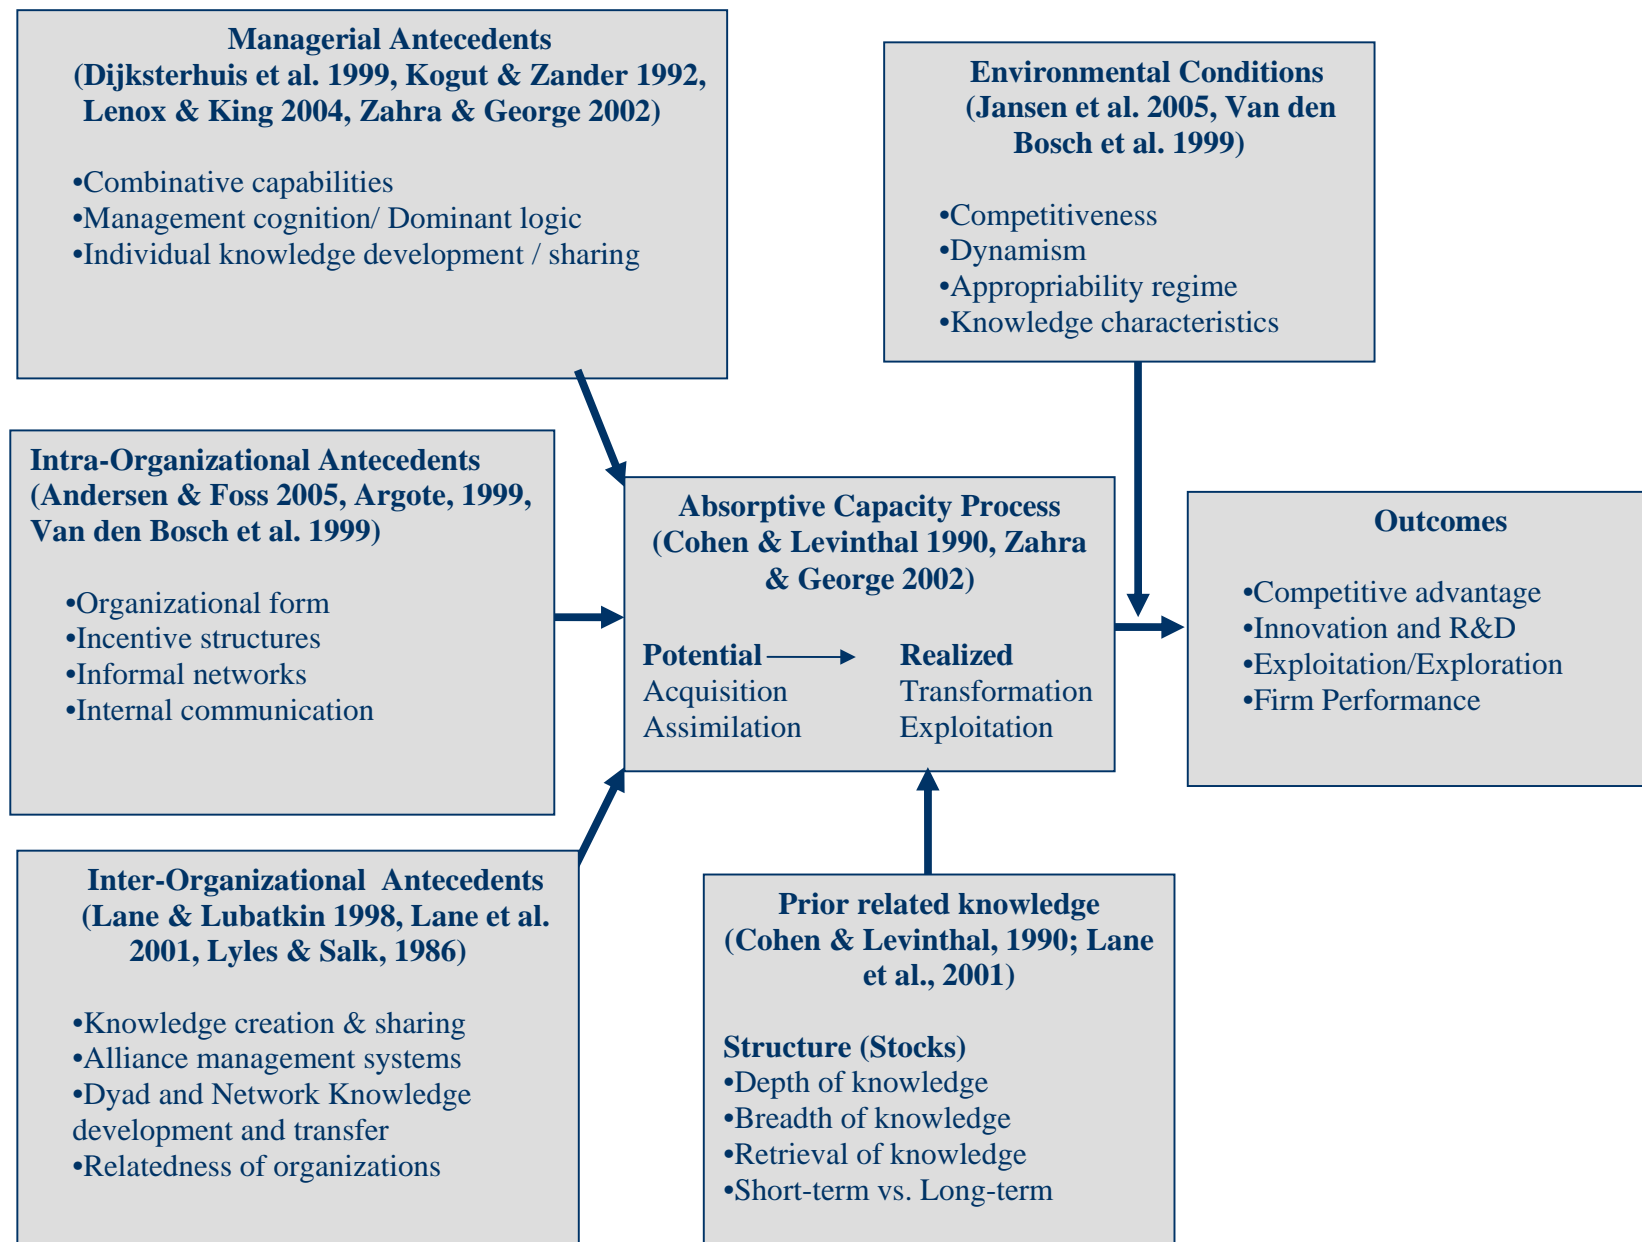 Managerial Antecedents
(Dijksterhuis et al. 1999, Kogut & Zander 1992,
Lenox & King 2004, Zahra & George 2002)
•Combinative capabilities
•Management cognition/ Dominant logic
•Individual knowledge development / sharing
Environmental Conditions
(Jansen et al. 2005, Van den
Bosch et al. 1999)
•Competitiveness
•Dynamism
•Appropriability regime
•Knowledge characteristics
Intra-Organizational Antecedents
(Andersen & Foss 2005, Argote, 1999,
Van den Bosch et al. 1999)
•Organizational form
•Incentive structures
•Informal networks
•Internal communication
Absorptive Capacity Process
(Cohen & Levinthal 1990, Zahra
& George 2002)
Potential Realized
Acquisition Transformation
Assimilation Exploitation
Outcomes
•Competitive advantage
•Innovation and R&D
•Exploitation/Exploration
•Firm Performance
Inter-Organizational Antecedents
(Lane & Lubatkin 1998, Lane et al.
2001, Lyles & Salk, 1986)
•Knowledge creation & sharing
•Alliance management systems
•Dyad and Network Knowledge
development and transfer
•Relatedness of organizations
Prior related knowledge
(Cohen & Levinthal, 1990; Lane
et al., 2001)
Structure (Stocks)
•Depth of knowledge
•Breadth of knowledge
•Retrieval of knowledge
•Short-term vs. Long-term